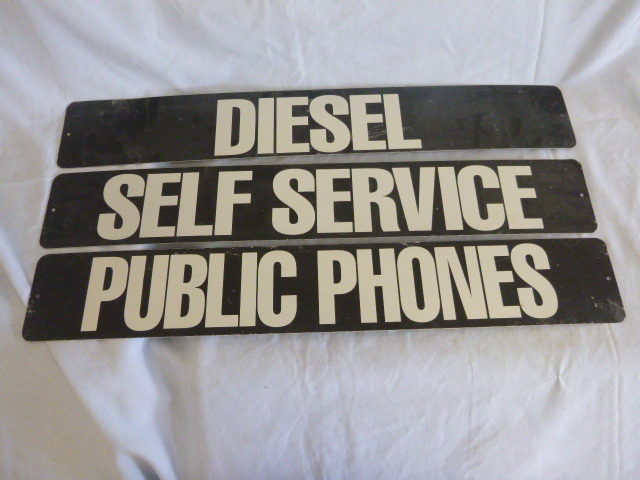 DIESEL
SELF SERVICE
PUBLIC PHONES